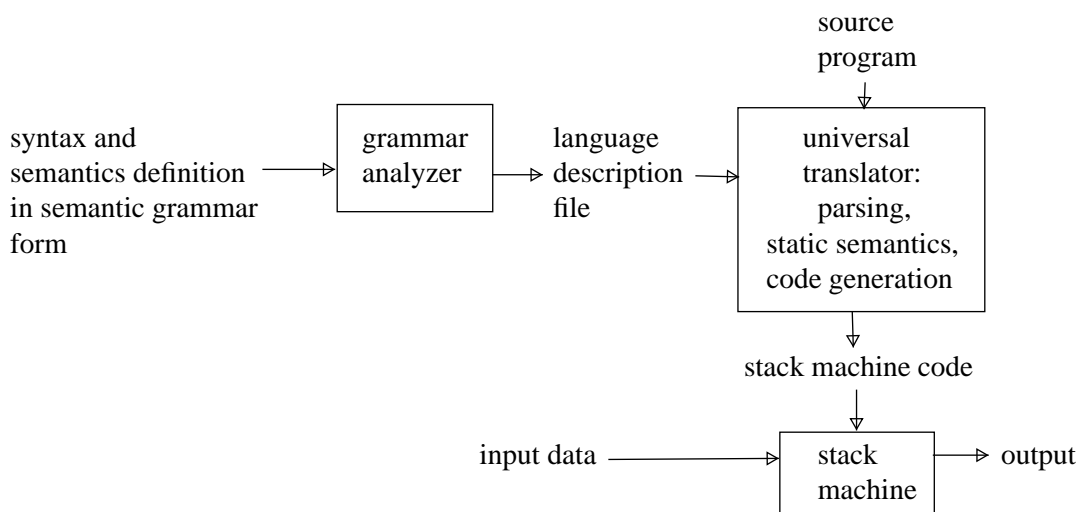 source
program
syntax and
semantics definition
in semantic grammar
form
grammar
analyzer
language
description
file
universal
translator:
parsing,
static semantics,
code generation
stack machine code
input data
stack
machine
output